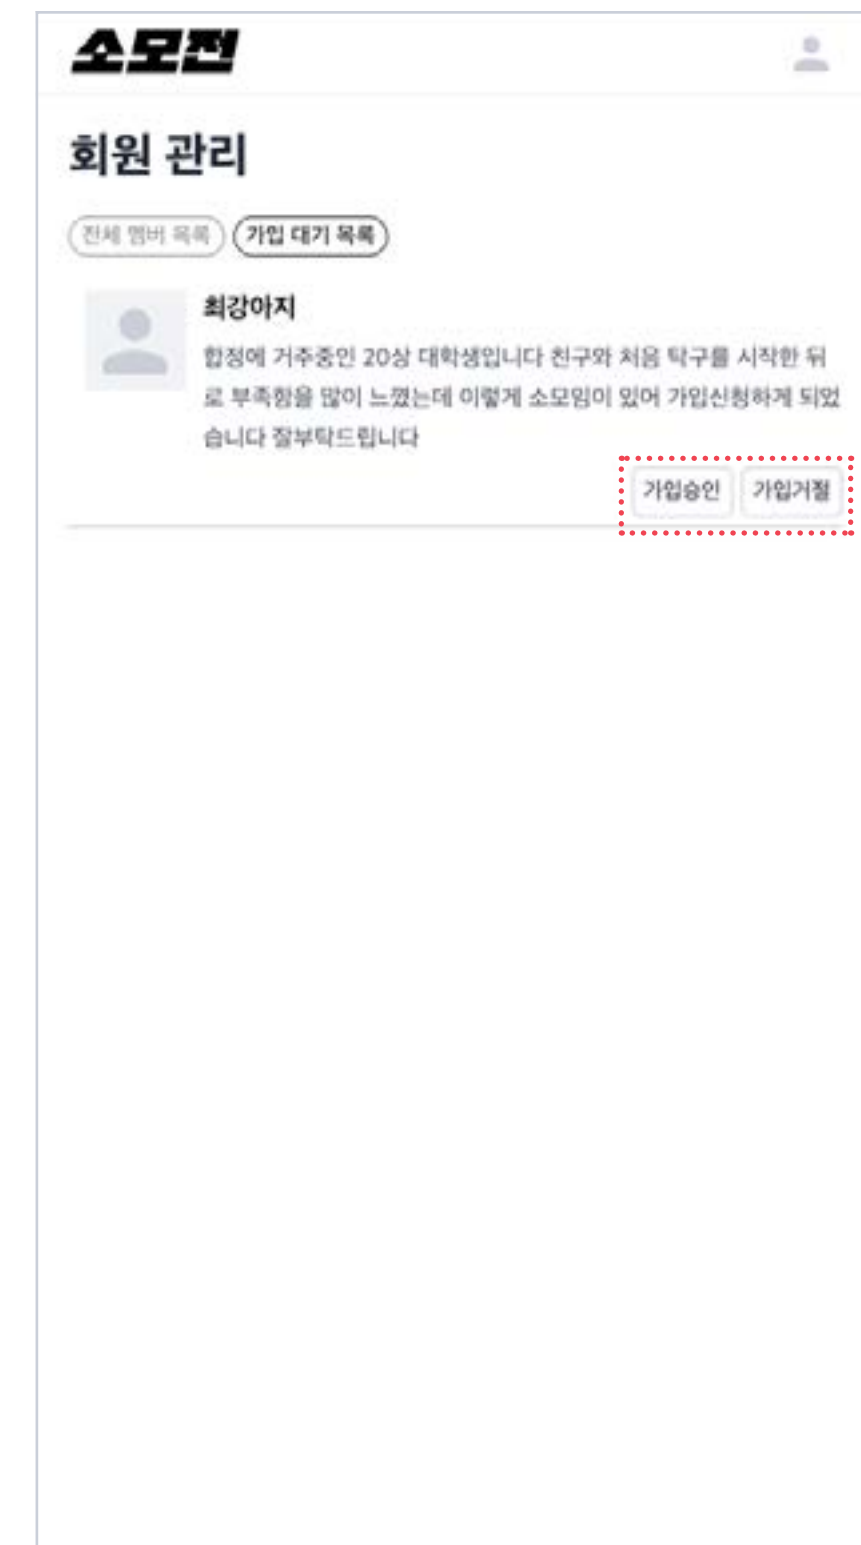 소모전
회원 관리
전체 멤버 목록 가입 대기 목록
최강아지
합정에 거주중인 20상 대학생입니다 친구와 처음 탁구를 시작한 뒤
로 부족함을 많이 느꼈는데 이렇게 소모임이 있어 가입신청하게 되었
습니다 잘부탁드립니다
가입승인 가입거절